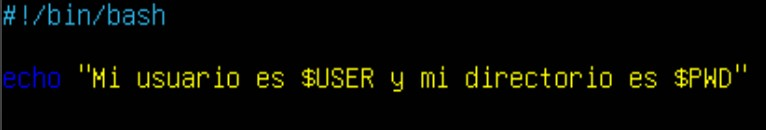 #!/bin/bash
echo "Mi usuario es $USER y mi directorio es $PWD"